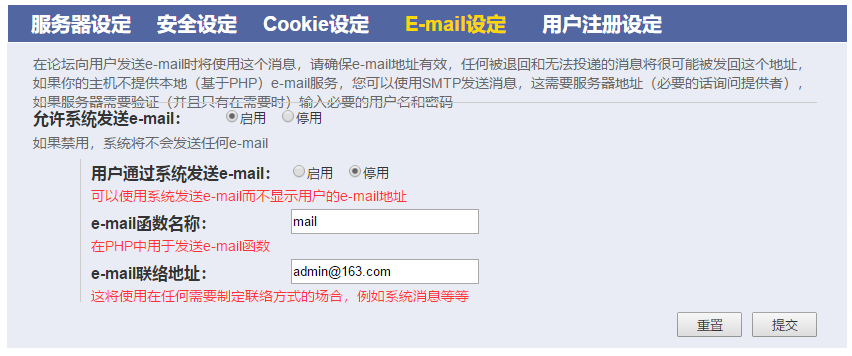 服务器设定 安全设定 Cookie设定 E-mail设定 用户注册设定
在论坛向用户发送e-mail时将使用这个消息，请确保e-mail地址有效，任何被退回和无法投递的消息将很可能被发回这个地址，
如果你的主机不提供本地（基于PHP）e-mail服务，您可以使用SMTP发送消息，这需要服务器地址（必要的话询问提供者），
如果服务器需要验证（并且只有在需要时）输入必要的用户名和密码
允许系统发送e-mail： 启用 停用
如果禁用，系统将不会发送任何e-mail
用户通过系统发送e-mail： 启用 停用
可以使用系统发送e-mail而不显示用户的e-mail地址
e-mail函数名称： mail
在PHP中用于发送e-mail函数
e-mail联络地址： admin@163.com
这将使用在任何需要制定联络方式的场合，例如系统消息等等
重置 提交